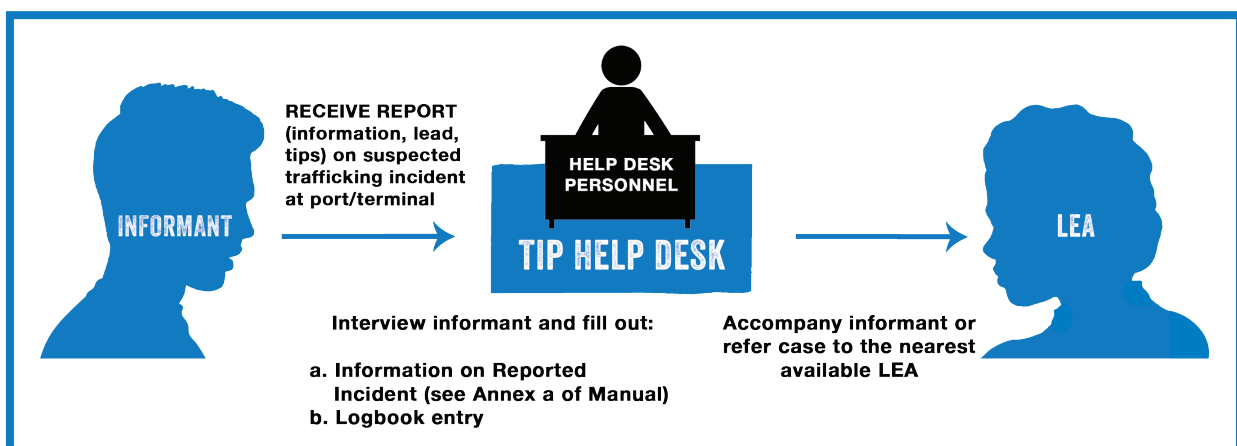 INFORMANT
RECEIVE REPORT
(information, lead,
tips) on suspected
trafficking incident
at port/terminal
HELP DESK
PERSONNEL
TIP HELP DESK
LEA
Interview informant and fill out:
a. Information on Reported
Incident (see Annex a of Manual)
b. Logbook entry
Accompany informant or
refer case to the nearest
available LEA